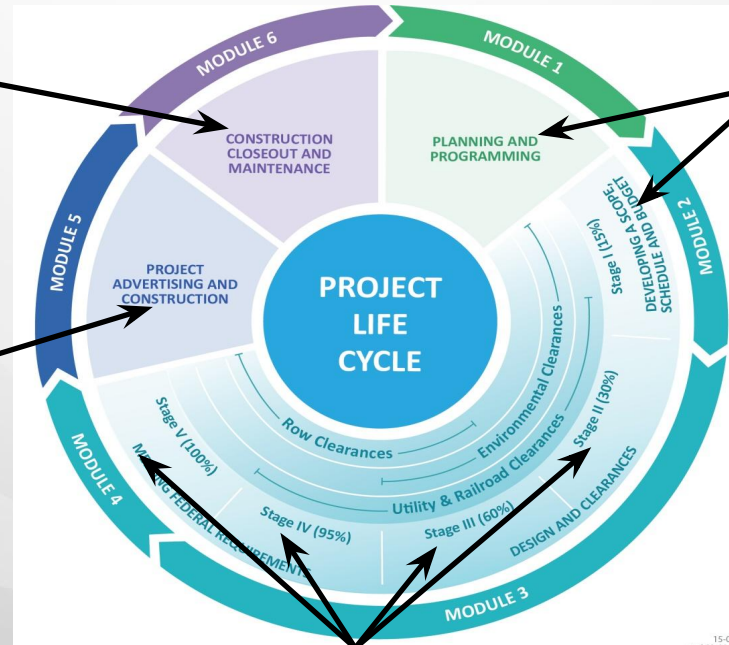 MODULE 1
PLANNING AND
PROGRAMMING
MODULE 2
DEVELOPING A SCOPE,
SCHEDULE AND BUDGET
Stage I (15%)
MODULE 3
DESIGN AND CLEARANCES
Stage II (30%)
Stage III (60%)
Stage IV (95%)
MODULE 4
FEDERAL REQUIREMENTS
Stage V (100%)
Environmental Clearances
Utility & Railroad Clearances
Row Clearances
MODULE 5
PROJECT
ADVERTISING AND
CONSTRUCTION
MODULE 6
CONSTRUCTION
CLOSEOUT AND
MAINTENANCE
PROJECT
LIFE
CYCLE